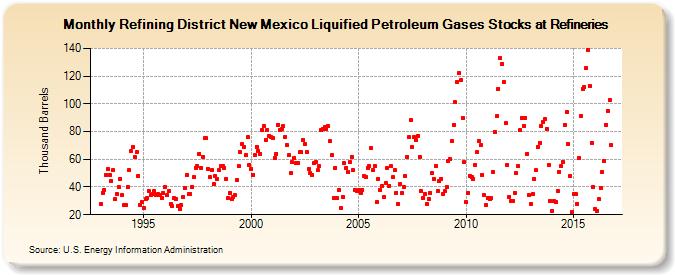 Monthly Refining District New Mexico Liquified Petroleum Gases Stocks at Refineries
Thousand Barrels
140
120
100
80
60
40
20
1995 2000 2005 2010 2015
Source: U.S. Energy Information Administration